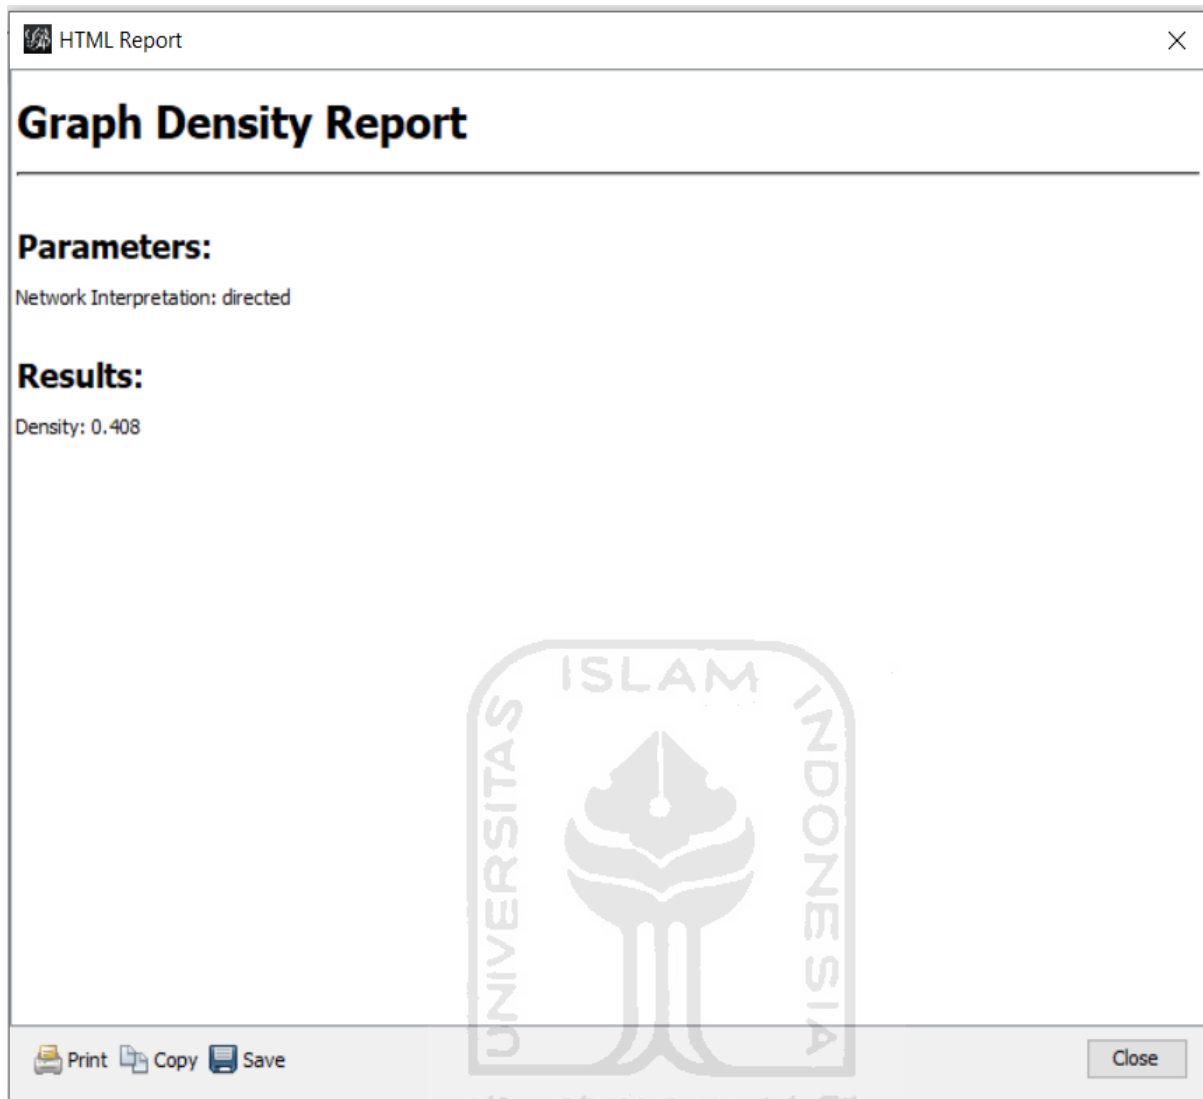 HTML Report
Graph Density Report
Parameters:
Network Interpretation: directed
Results:
Density: 0.408
UNIVERSITAS ISLAM INDONESIA
Print Copy Save
Close